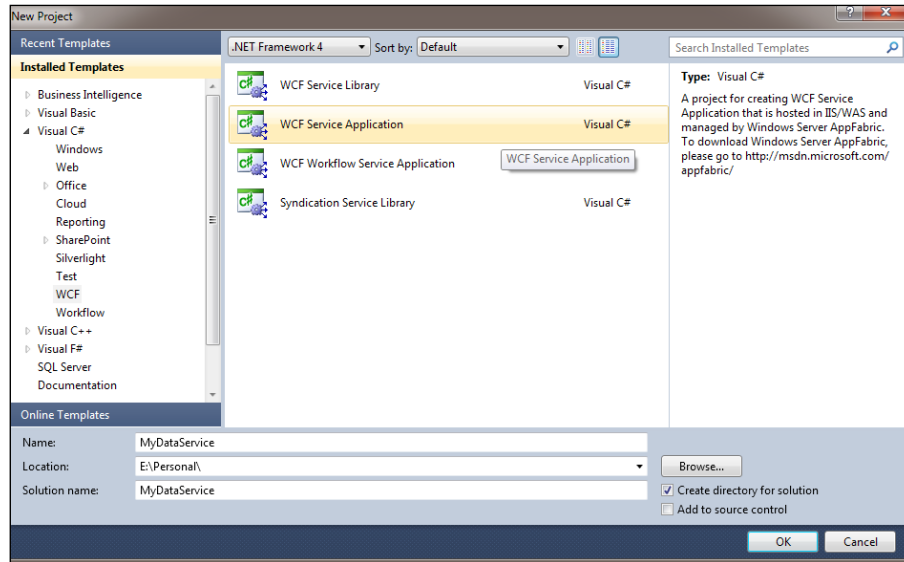 New Project
Recent Templates
Installed Templates
Business Intelligence
Visual Basic
Visual C#
Windows
Web
Office
Cloud
Reporting
SharePoint
Silverlight
Test
WCF
Workflow
Visual C++
Visual F#
SQL Server
Documentation
Online Templates
.NET Framework 4
Sort by: Default
C# WCF Service Library Visual C#
C# WCF Service Application Visual C#
C# WCF Workflow Service Application
WCF Service Application
C# Syndication Service Library Visual C#
Search Installed Templates
Type: Visual C#
A project for creating WCF Service
Application that is hosted in IIS/WAS and
managed by Windows Server AppFabric.
To download Windows Server AppFabric,
please go to http://msdn.microsoft.com/
appfabric/
Name: MyDataService
Location: E:\Personal\
Browse...
Solution name: MyDataService
Create directory for solution
Add to source control
OK Cancel